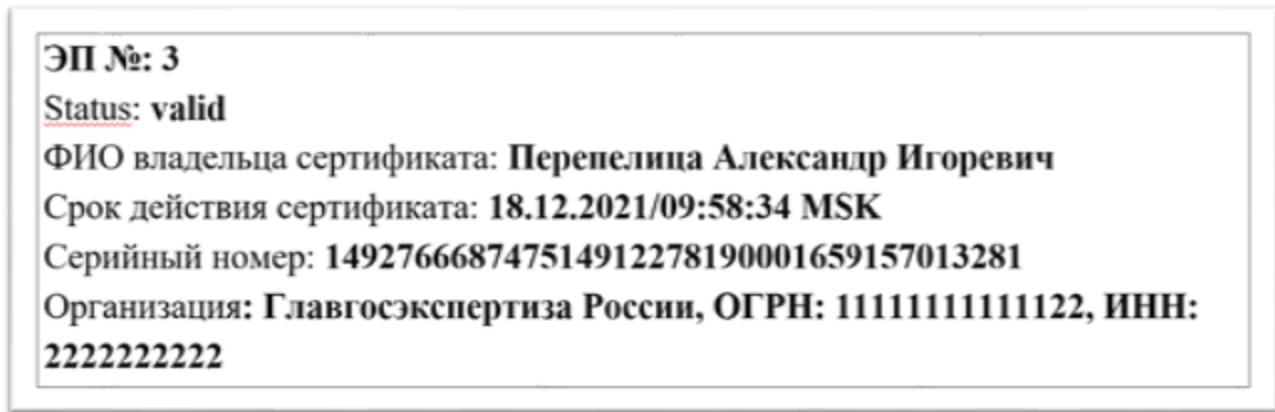 ЭП №: 3
Status: valid
ФИО владельца сертификата: Перепелица Александр Игоревич
Срок действия сертификата: 18.12.2021/09:58:34 MSK
Серийный номер: 149276668747514912278190001659157013281
Организация: Главгосэкспертиза России, ОГРН: 11111111111122, ИНН:
2222222222